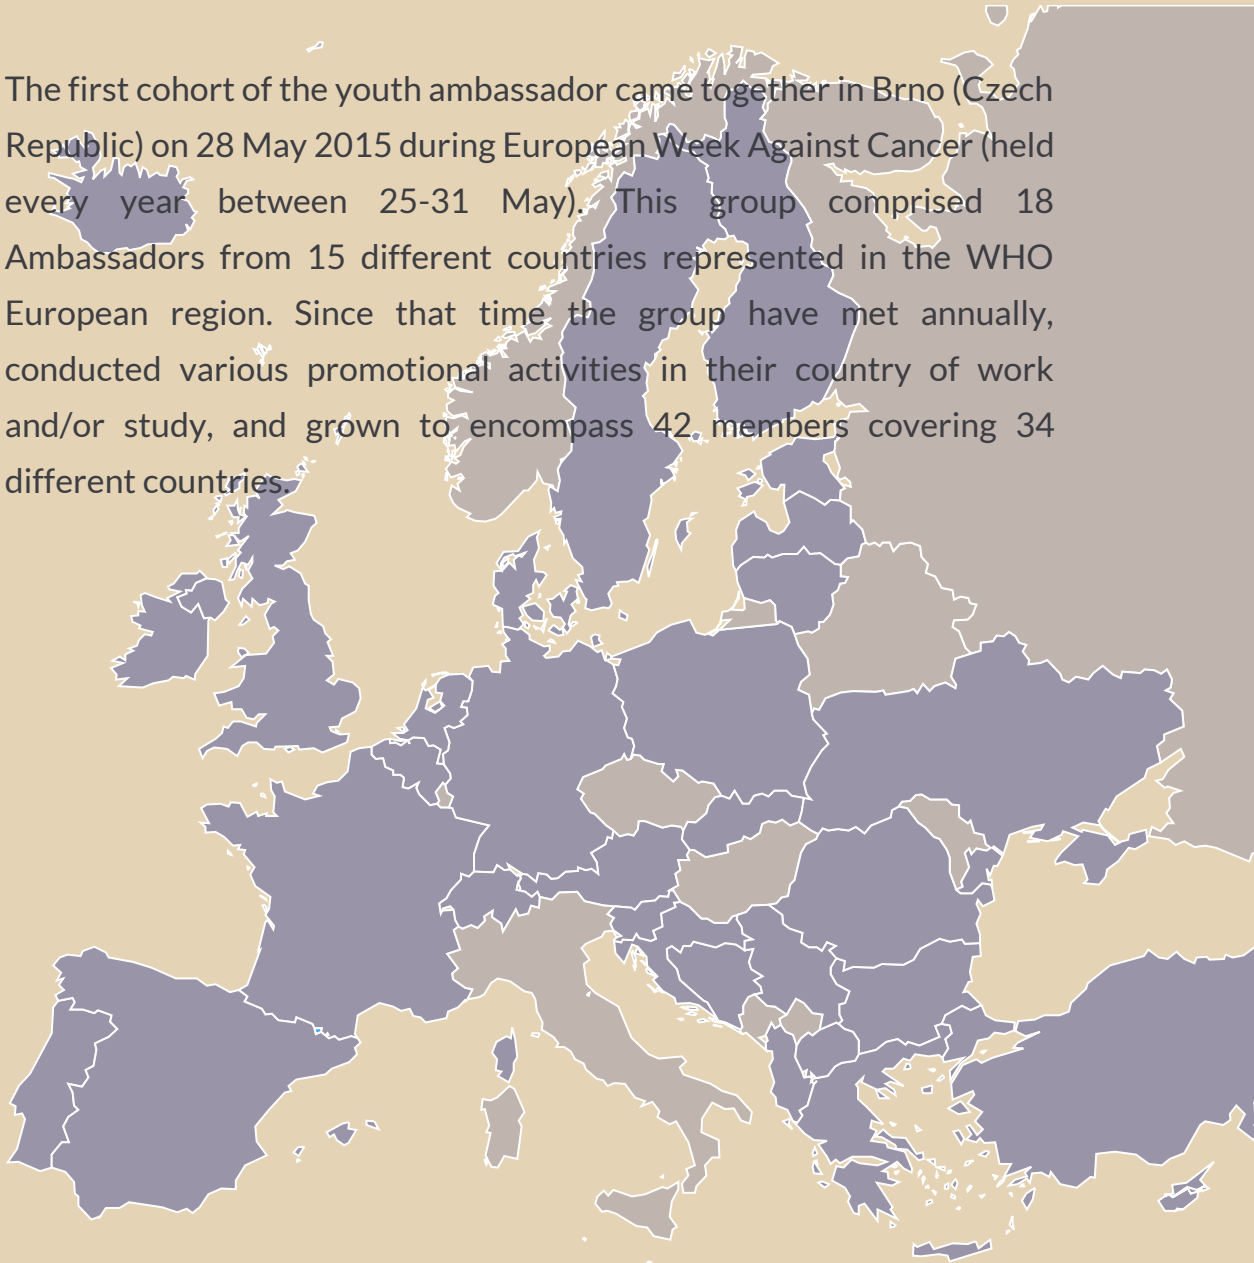 The first cohort of the youth ambassador came together in Brno (Czech
Republic) on 28 May 2015 during European Week Against Cancer (held
every year between 25-31 May). This group comprised 18
Ambassadors from 15 different countries represented in the WHO
European region. Since that time the group have met annually,
conducted various promotional activities in their country of work
and/or study, and grown to encompass 42 members covering 34
different countries.